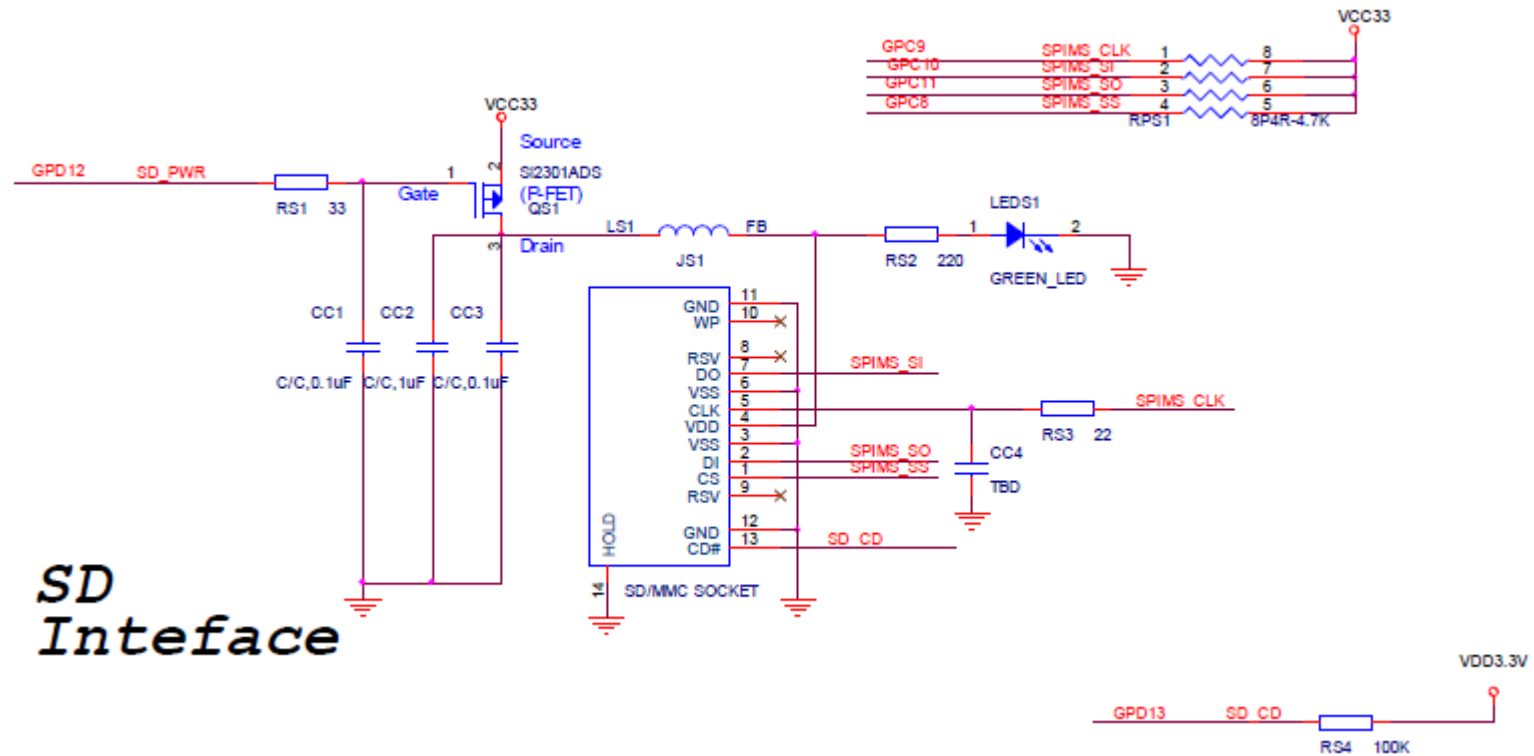 VCC33
GPC9 SPIMS_CLK 1 8
GPC10 SPIMS_SI 2 7
GPC11 SPIMS_SO 3 6
GPC8 SPIMS_SS 4 5
RPS1 8P4R-4.7K
VCC33
Source
2
SI2301ADS
GPD12 SD_PWR 1
Gate (P-FET)
RS1 33 QS1
LEDS1
LS1 FB 1 2
3 Drain
JS1 RS2 220
GREEN_LED
CC1 CC2 CC3
C/C,0.1uF C/C,1uF C/C,0.1uF
GND 11
WP 10
RSV 8
DO 7 SPIMS_SI
VSS 6
CLK 5 SPIMS_CLK
VDD 4
RS3 22
VSS 3
DI 2 SPIMS_SO
CS 1 SPIMS_SS
RSV 9
CC4
TBD
GND 12
CD# 13 SD_CD
HOLD
14
SD/MMC SOCKET
SD
Inteface
VDD3.3V
GPD13 SD_CD
RS4 100K